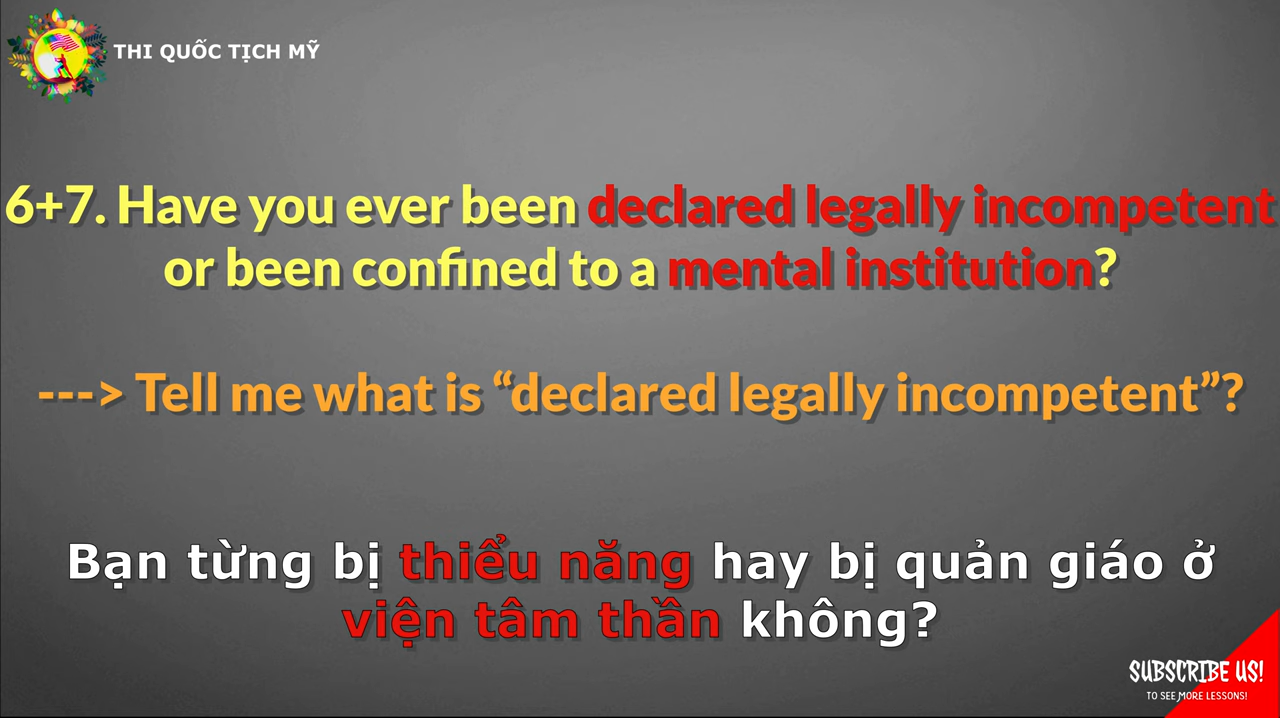 THI QUỐC TỊCH MỸ
6+7. Have you ever been declared legally incompetent
or been confined to a mental institution?
---> Tell me what is “declared legally incompetent”?
Bạn từng bị thiểu năng hay bị quản giáo ở
viện tâm thần không?
SUBSCRIBE US!
TO SEE MORE LESSONS!